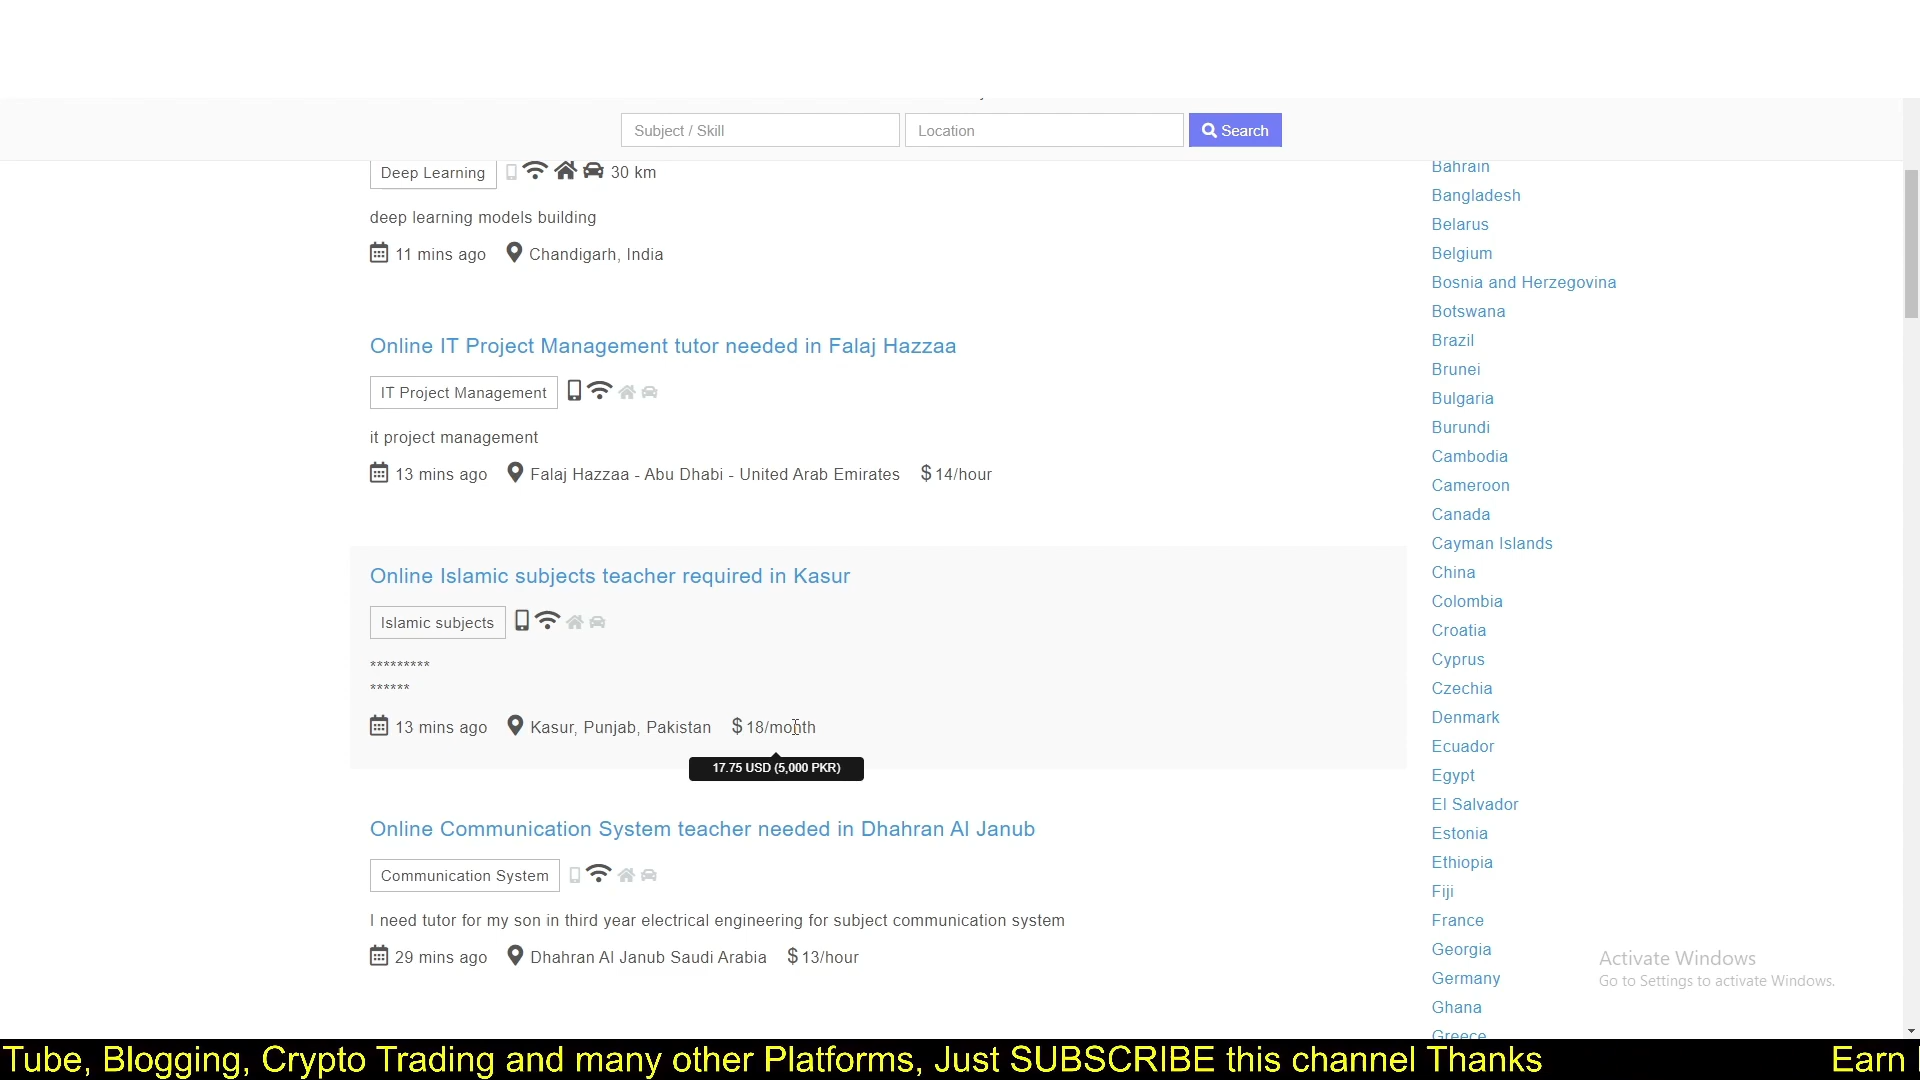 Subject / Skill
Location
Search
Deep Learning
30 km
deep learning models building
11 mins ago
Chandigarh, India
Online IT Project Management tutor needed in Falaj Hazzaa
IT Project Management
it project management
13 mins ago
Falaj Hazzaa - Abu Dhabi - United Arab Emirates
$ 14/hour
Online Islamic subjects teacher required in Kasur
Islamic subjects
*********
******
13 mins ago
Kasur, Punjab, Pakistan
$ 18/month
17.75 USD (5,000 PKR)
Online Communication System teacher needed in Dhahran Al Janub
Communication System
I need tutor for my son in third year electrical engineering for subject communication system
29 mins ago
Dhahran Al Janub Saudi Arabia
$ 13/hour
Bahrain
Bangladesh
Belarus
Belgium
Bosnia and Herzegovina
Botswana
Brazil
Brunei
Bulgaria
Burundi
Cambodia
Cameroon
Canada
Cayman Islands
China
Colombia
Croatia
Cyprus
Czechia
Denmark
Ecuador
Egypt
El Salvador
Estonia
Ethiopia
Fiji
France
Georgia
Germany
Ghana
Greece
Activate Windows
Go to Settings to activate Windows.
Tube, Blogging, Crypto Trading and many other Platforms, Just SUBSCRIBE this channel Thanks
Earn